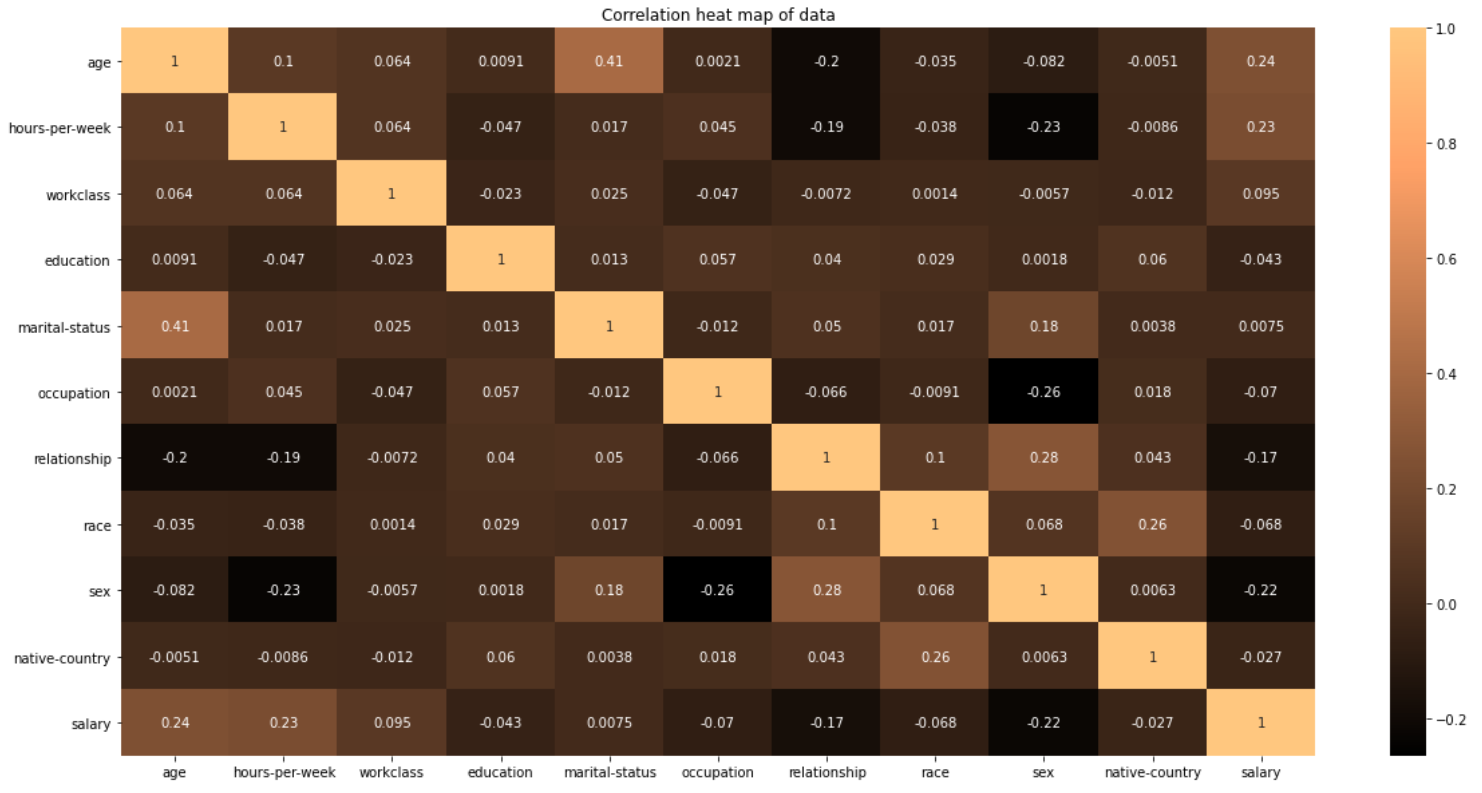 Correlation heat map of data
age 1 0.1 0.064 0.0091 0.41 0.0021 -0.2 -0.035 -0.082 -0.0051 0.24
hours-per-week 0.1 1 0.064 -0.047 0.017 0.045 -0.19 -0.038 -0.23 -0.0086 0.23
workclass 0.064 0.064 1 -0.023 0.025 -0.047 -0.0072 0.0014 -0.0057 -0.012 0.095
education 0.0091 -0.047 -0.023 1 0.013 0.057 0.04 0.029 0.0018 0.06 -0.043
marital-status 0.41 0.017 0.025 0.013 1 -0.012 0.05 0.017 0.18 0.0038 0.0075
occupation 0.0021 0.045 -0.047 0.057 -0.012 1 -0.066 -0.0091 -0.26 0.018 -0.07
relationship -0.2 -0.19 -0.0072 0.04 0.05 -0.066 1 0.1 0.28 0.043 -0.17
race -0.035 -0.038 0.0014 0.029 0.017 -0.0091 0.1 1 0.068 0.26 -0.068
sex -0.082 -0.23 -0.0057 0.0018 0.18 -0.26 0.28 0.068 1 0.0063 -0.22
native-country -0.0051 -0.0086 -0.012 0.06 0.0038 0.018 0.043 0.26 0.0063 1 -0.027
salary 0.24 0.23 0.095 -0.043 0.0075 -0.07 -0.17 -0.068 -0.22 -0.027 1
age hours-per-week workclass education marital-status occupation relationship race sex native-country salary
1.0
0.8
0.6
0.4
0.2
0.0
−0.2